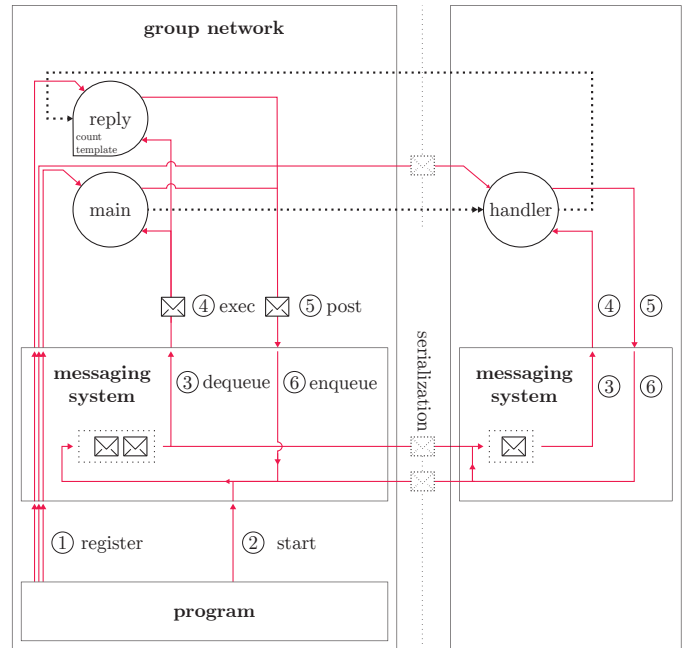 group network
reply
count
template
main
handler
④ exec
⑤ post
④
⑤
serialization
messaging
system
③ dequeue
⑥ enqueue
messaging
system
③
⑥
① register
② start
program